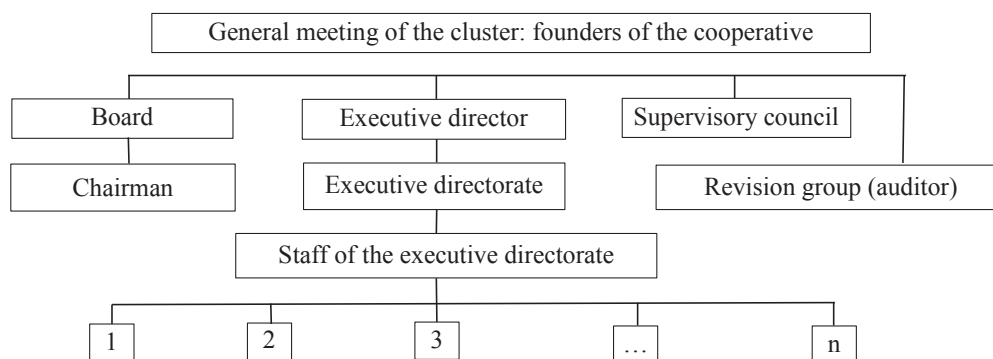 General meeting of the cluster: founders of the cooperative
Board
Executive director
Supervisory council
Chairman
Executive directorate
Revision group (auditor)
Staff of the executive directorate
1
2
3
…
n